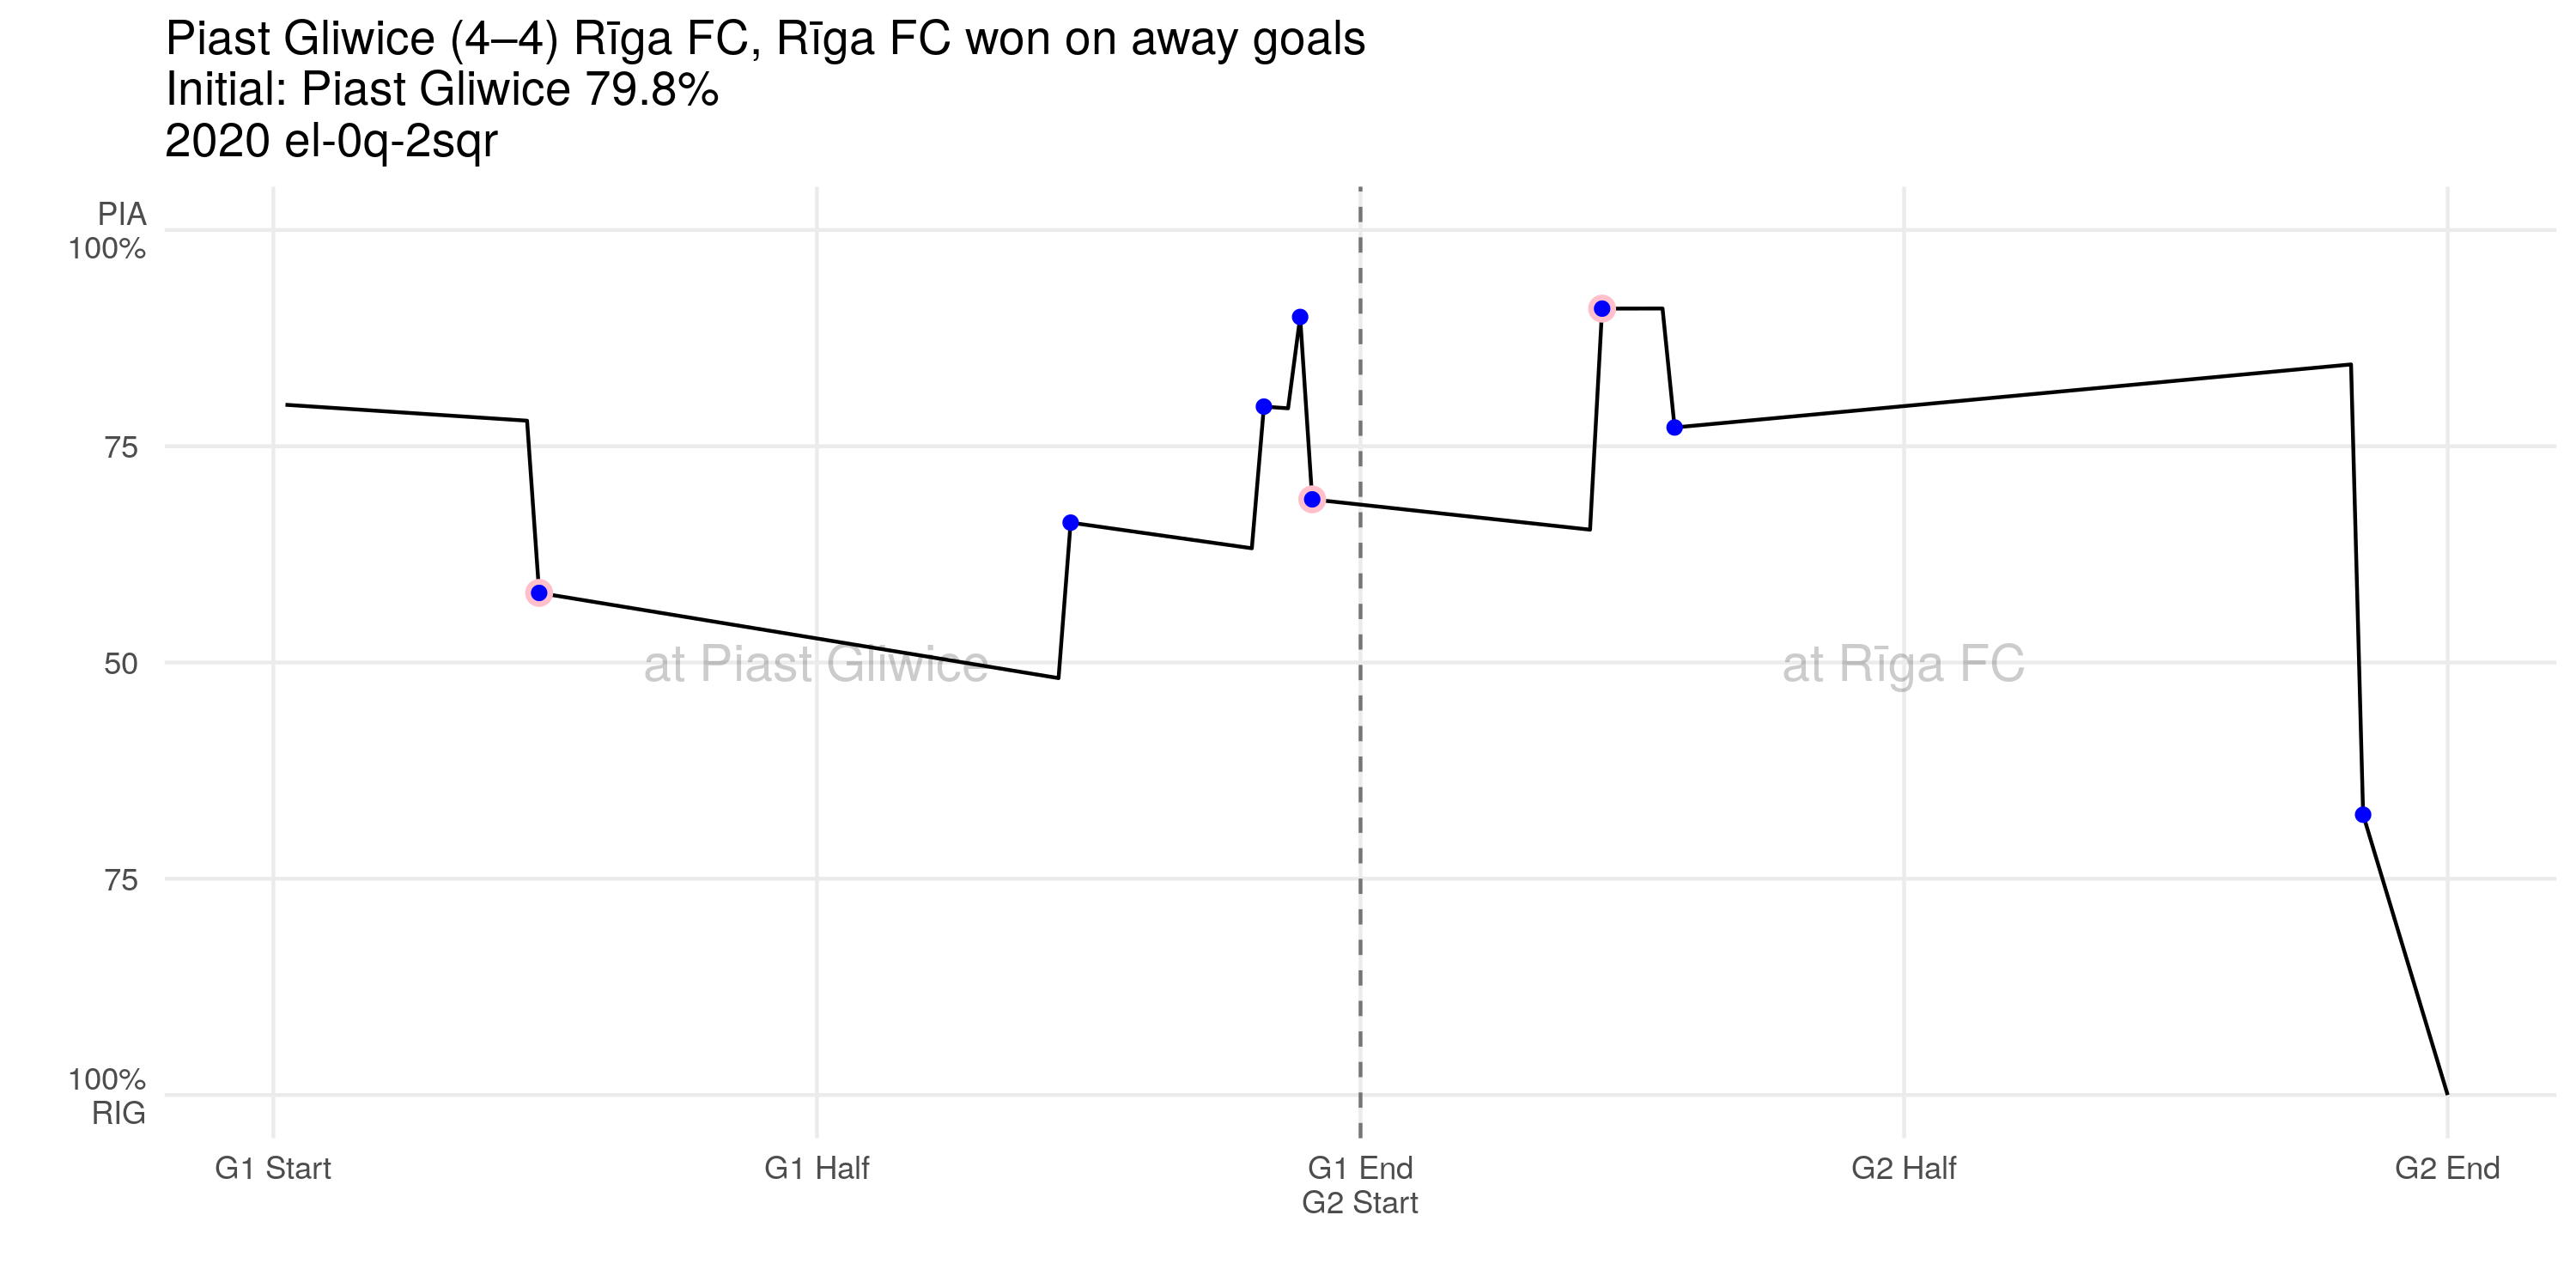 Piast Gliwice (4–4) Rīga FC, Rīga FC won on away goals
Initial: Piast Gliwice 79.8%
2020 el-0q-2sqr
PIA
100%
75
50
75
100%
RIG
at Piast Gliwice
at Rīga FC
G1 Start
G1 Half
G1 End
G2 Start
G2 Half
G2 End